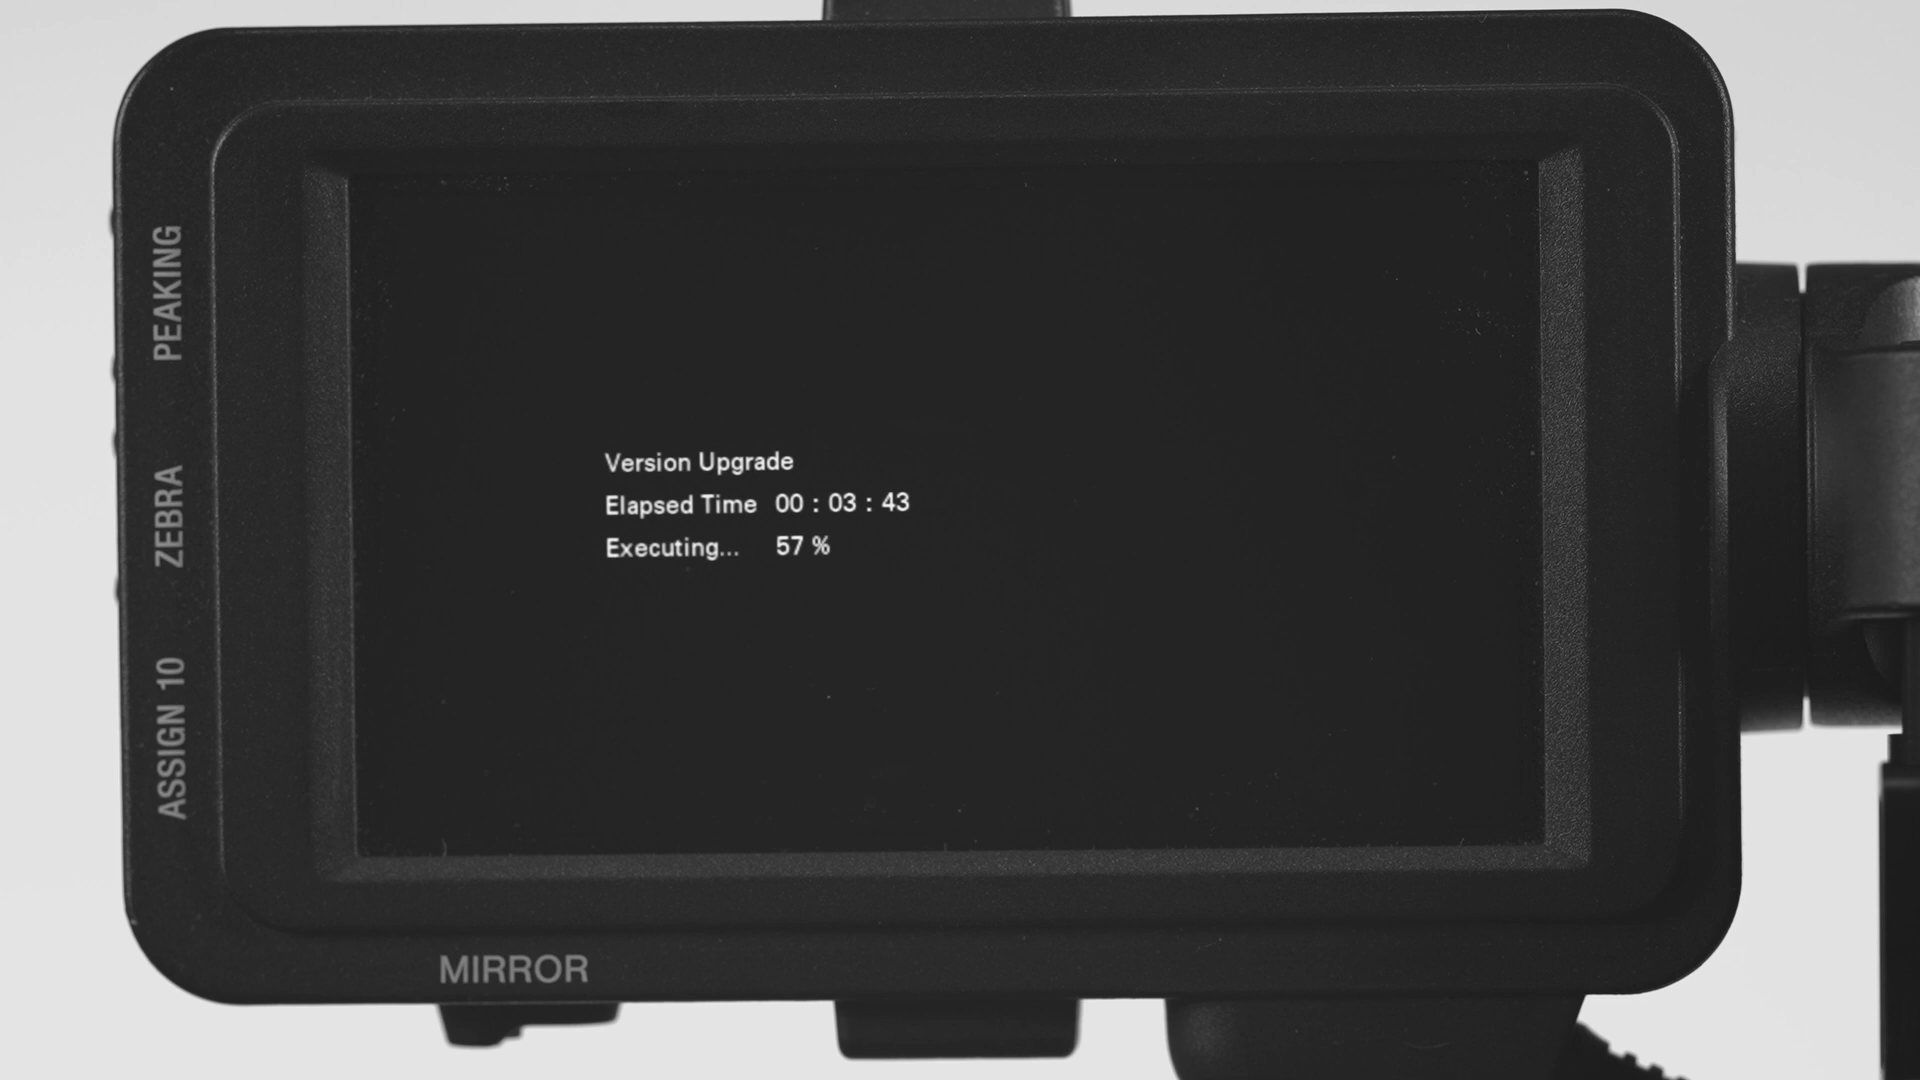 PEAKING
ZEBRA
ASSIGN 10
Version Upgrade
Elapsed Time 00 : 03 : 43
Executing... 57 %
MIRROR